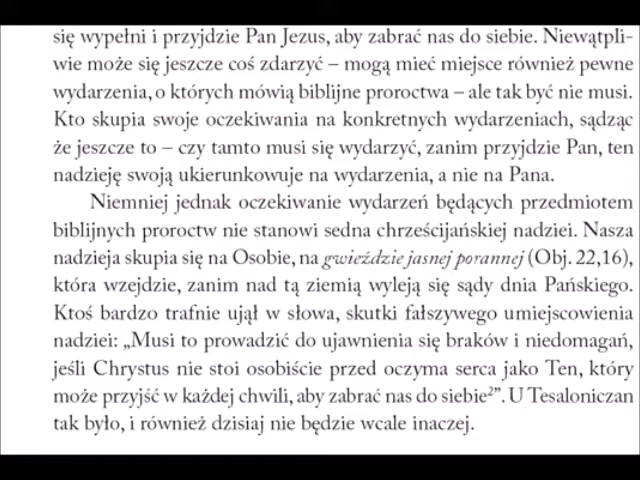 się wypełni i przyjdzie Pan Jezus, aby zabrać nas do siebie. Niewątpli-
wie może się jeszcze coś zdarzyć – mogą mieć miejsce również pewne
wydarzenia, o których mówią biblijne proroctwa – ale tak być nie musi.
Kto skupia swoje oczekiwania na konkretnych wydarzeniach, sądząc
że jeszcze to – czy tamto musi się wydarzyć, zanim przyjdzie Pan, ten
nadzieję swoją ukierunkowuje na wydarzenia, a nie na Pana.
Niemniej jednak oczekiwanie wydarzeń będących przedmiotem
biblijnych proroctw nie stanowi sedna chrześcijańskiej nadziei. Nasza
nadzieja skupia się na Osobie, na gwieździe jasnej porannej (Obj. 22,16),
która wzejdzie, zanim nad tą ziemią wyleją się sądy dnia Pańskiego.
Ktoś bardzo trafnie ujął w słowa, skutki fałszywego umiejscowienia
nadziei: „Musi to prowadzić do ujawnienia się braków i niedomagań,
jeśli Chrystus nie stoi osobiście przed oczyma serca jako Ten, który
może przyjść w każdej chwili, aby zabrać nas do siebie²”. U Tesaloniczan
tak było, i również dzisiaj nie będzie wcale inaczej.